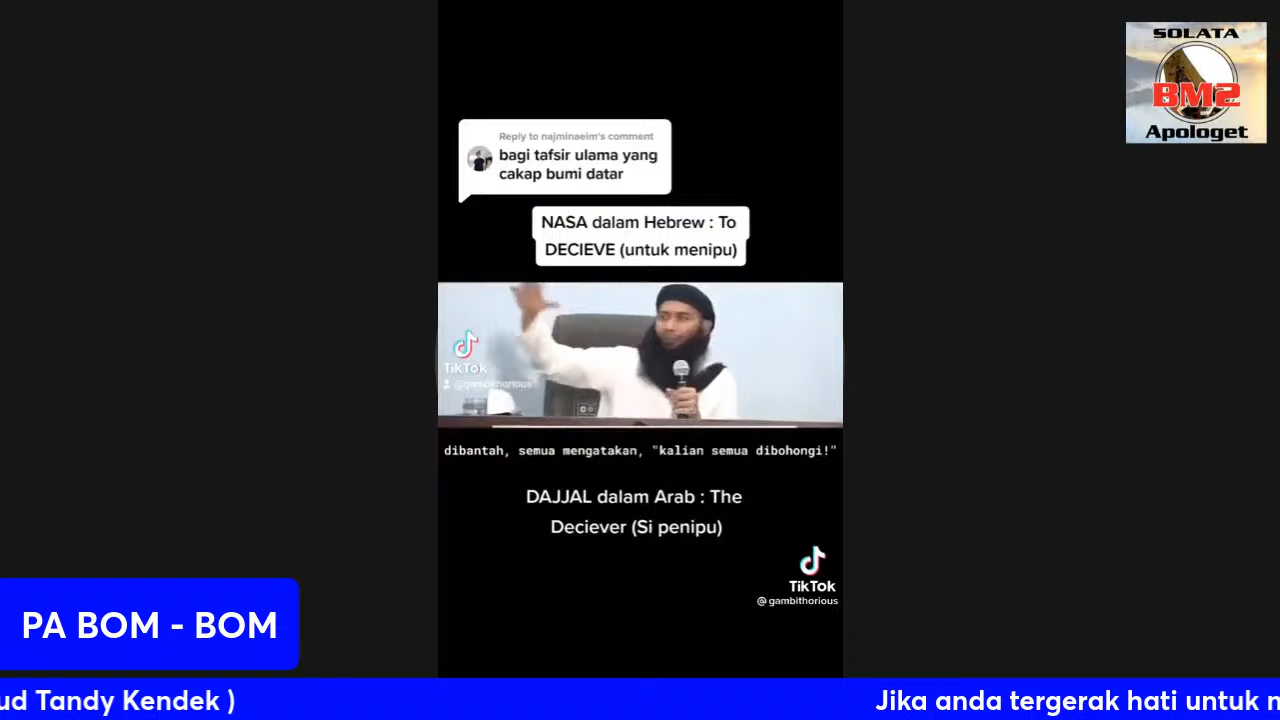 SOLATA
BM2
Apologet
Reply to najminaeim's comment
bagi tafsir ulama yang
cakap bumi datar
NASA dalam Hebrew : To
DECIEVE (untuk menipu)
TikTok
@gambithorious
dibantah, semua mengatakan, "kalian semua dibohongi!"
DAJJAL dalam Arab : The
Deciever (Si penipu)
TikTok
@gambithorious
PA BOM - BOM
ud Tandy Kendek )
Jika anda tergerak hati untuk